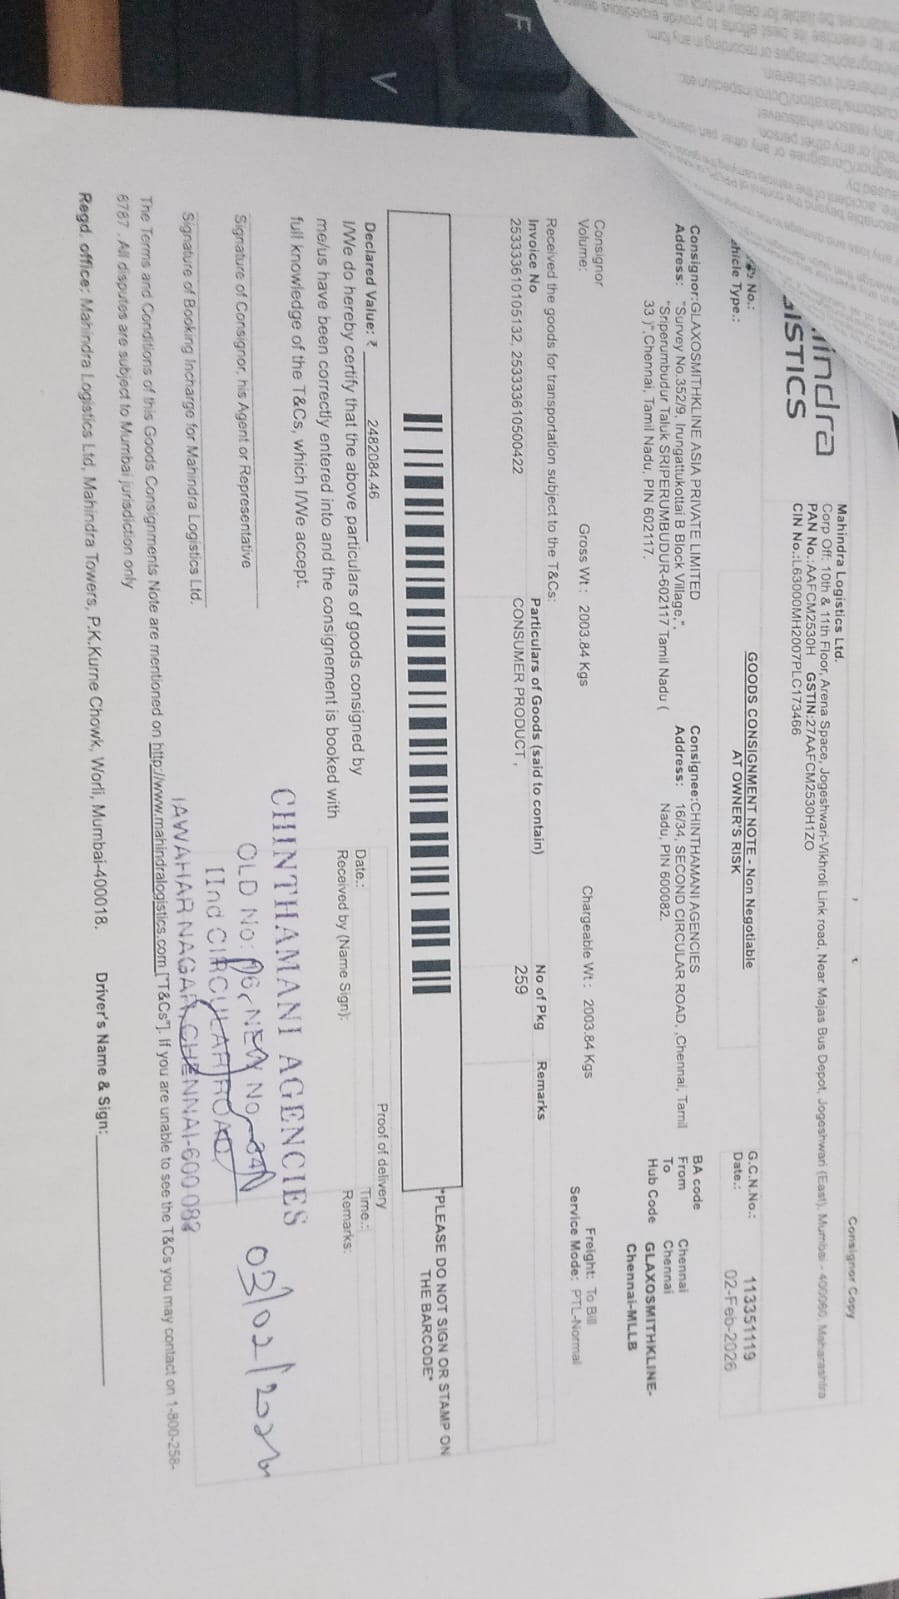 Consignor Copy
Mahindra Logistics Ltd.
Corp Off: 10th & 11th Floor, Arena Space, Jogeshwari-Vikhroli Link road, Near Majas Bus Depot, Jogeshwari (East), Mumbai - 400060, Maharashtra
PAN No.:AAFCM2530H GSTIN:27AAFCM2530H1ZO
CIN No.:L63000MH2007PLC173466
GOODS CONSIGNMENT NOTE - Non Negotiable
AT OWNER'S RISK
G.C.N.No.: 113351119
Date.: 02-Feb-2026
No.:
Type.:
Consignor:GLAXOSMITHKLINE ASIA PRIVATE LIMITED
Address: "Survey No.352/9, Irungattukottai B Block Village;",
"Sriperumbudur Taluk SRIPERUMBUDUR-602117 Tamil Nadu (
33 )",Chennai, Tamil Nadu, PIN 602117.
Consignee:CHINTHAMANI AGENCIES
Address: 16/34, SECOND CIRCULAR ROAD, ,Chennai, Tamil
Nadu, PIN 600082.
BA code
From Chennai
To Chennai
Hub Code GLAXOSMITHKLINE-
Chennai-MLLB
Consignor
Volume: Gross Wt : 2003.84 Kgs Chargeable Wt : 2003.84 Kgs
Freight: To Bill
Service Mode: PTL-Normal
Received the goods for transportation subject to the T&Cs:
Invoice No Particulars of Goods (said to contain) No of Pkg Remarks
25333610105132, 25333610500422 CONSUMER PRODUCT , 259
*PLEASE DO NOT SIGN OR STAMP ON
THE BARCODE*
Declared Value: ₹ 2482084.46
I/We do hereby certify that the above particulars of goods consigned by
me/us have been correctly entered into and the consignement is booked with
full knowledge of the T&Cs, which I/We accept.
Proof of delivery
Date.: Time.:
Received by (Name Sign): Remarks:
CHINTHAMANI AGENCIES
OLD No: NEW No
IInd CIRCULAR ROAD
JAWAHAR NAGAR, CHENNAI-600 082
03/02/2026
Signature of Consignor, his Agent or Representative
Signature of Booking Incharge for Mahindra Logistics Ltd.
The Terms and Conditions of this Goods Consignments Note are mentioned on http://www.mahindralogistics.com ["T&Cs"]. If you are unable to see the T&Cs you may contact on 1-800-258-
6787 . All disputes are subject to Mumbai jurisdiction only
Regd. office: Mahindra Logistics Ltd, Mahindra Towers, P.K.Kurne Chowk, Worli, Mumbai-400018. Driver's Name & Sign:
F
V